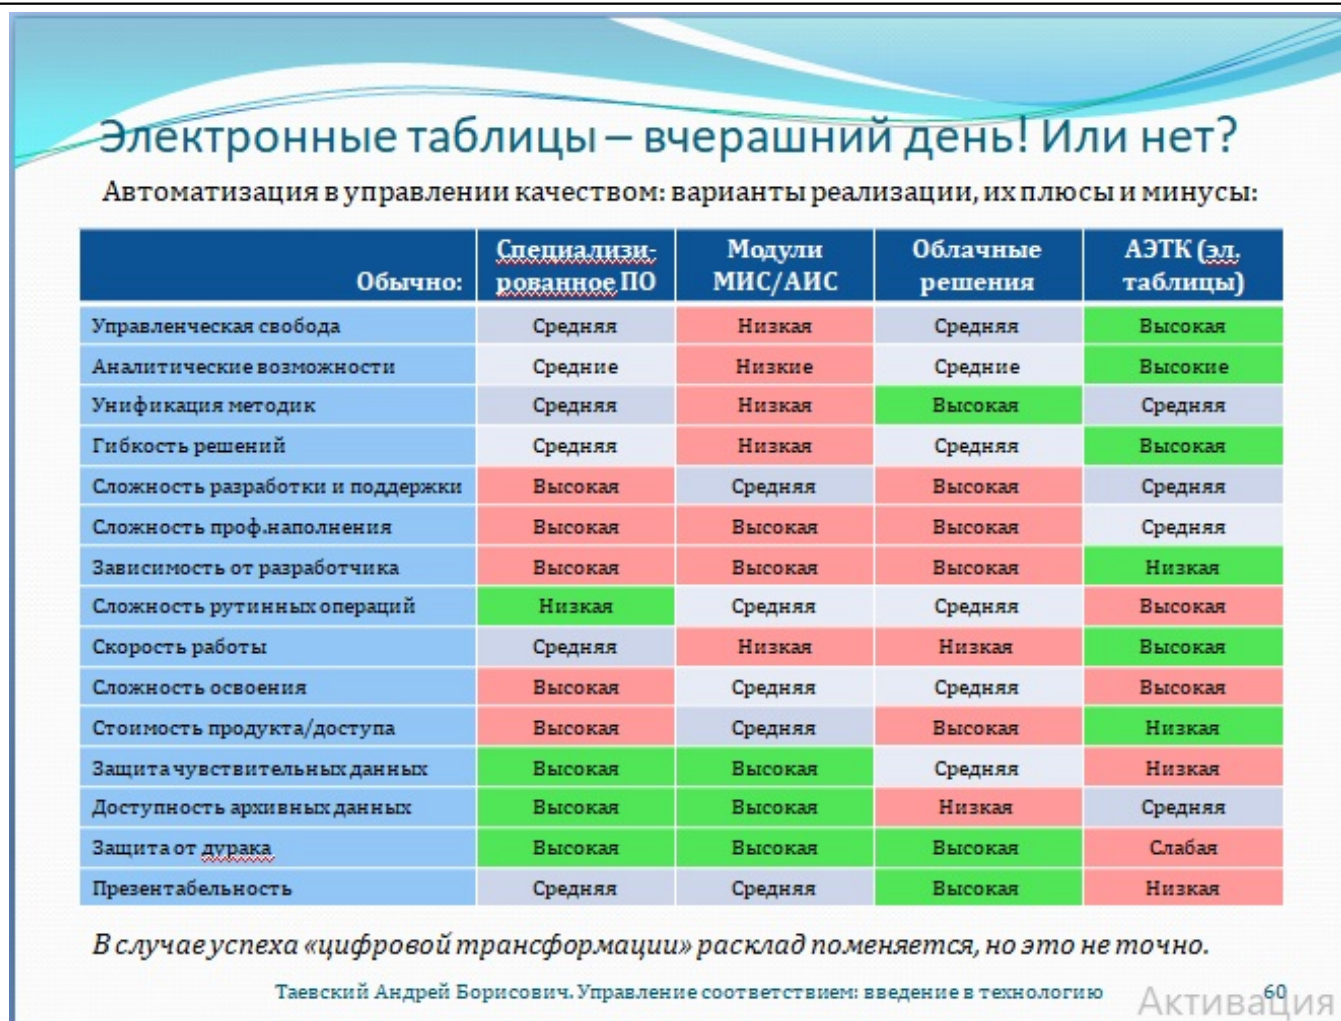 Электронные таблицы – вчерашний день! Или нет?
Автоматизация в управлении качеством: варианты реализации, их плюсы и минусы:
Обычно: Специализи-рованное ПО Модули МИС/АИС Облачные решения АЭТК (эл. таблицы)
Управленческая свобода Средняя Низкая Средняя Высокая
Аналитические возможности Средние Низкие Средние Высокие
Унификация методик Средняя Низкая Высокая Средняя
Гибкость решений Средняя Низкая Средняя Высокая
Сложность разработки и поддержки Высокая Средняя Высокая Средняя
Сложность проф.наполнения Высокая Высокая Высокая Средняя
Зависимость от разработчика Высокая Высокая Высокая Низкая
Сложность рутинных операций Низкая Средняя Средняя Высокая
Скорость работы Средняя Низкая Низкая Высокая
Сложность освоения Высокая Средняя Средняя Высокая
Стоимость продукта/доступа Высокая Средняя Высокая Низкая
Защита чувствительных данных Высокая Высокая Средняя Низкая
Доступность архивных данных Высокая Высокая Низкая Средняя
Защита от дурака Высокая Высокая Высокая Слабая
Презентабельность Средняя Средняя Высокая Низкая
В случае успеха «цифровой трансформации» расклад поменяется, но это не точно.
Таевский Андрей Борисович. Управление соответствием: введение в технологию 60
Активация